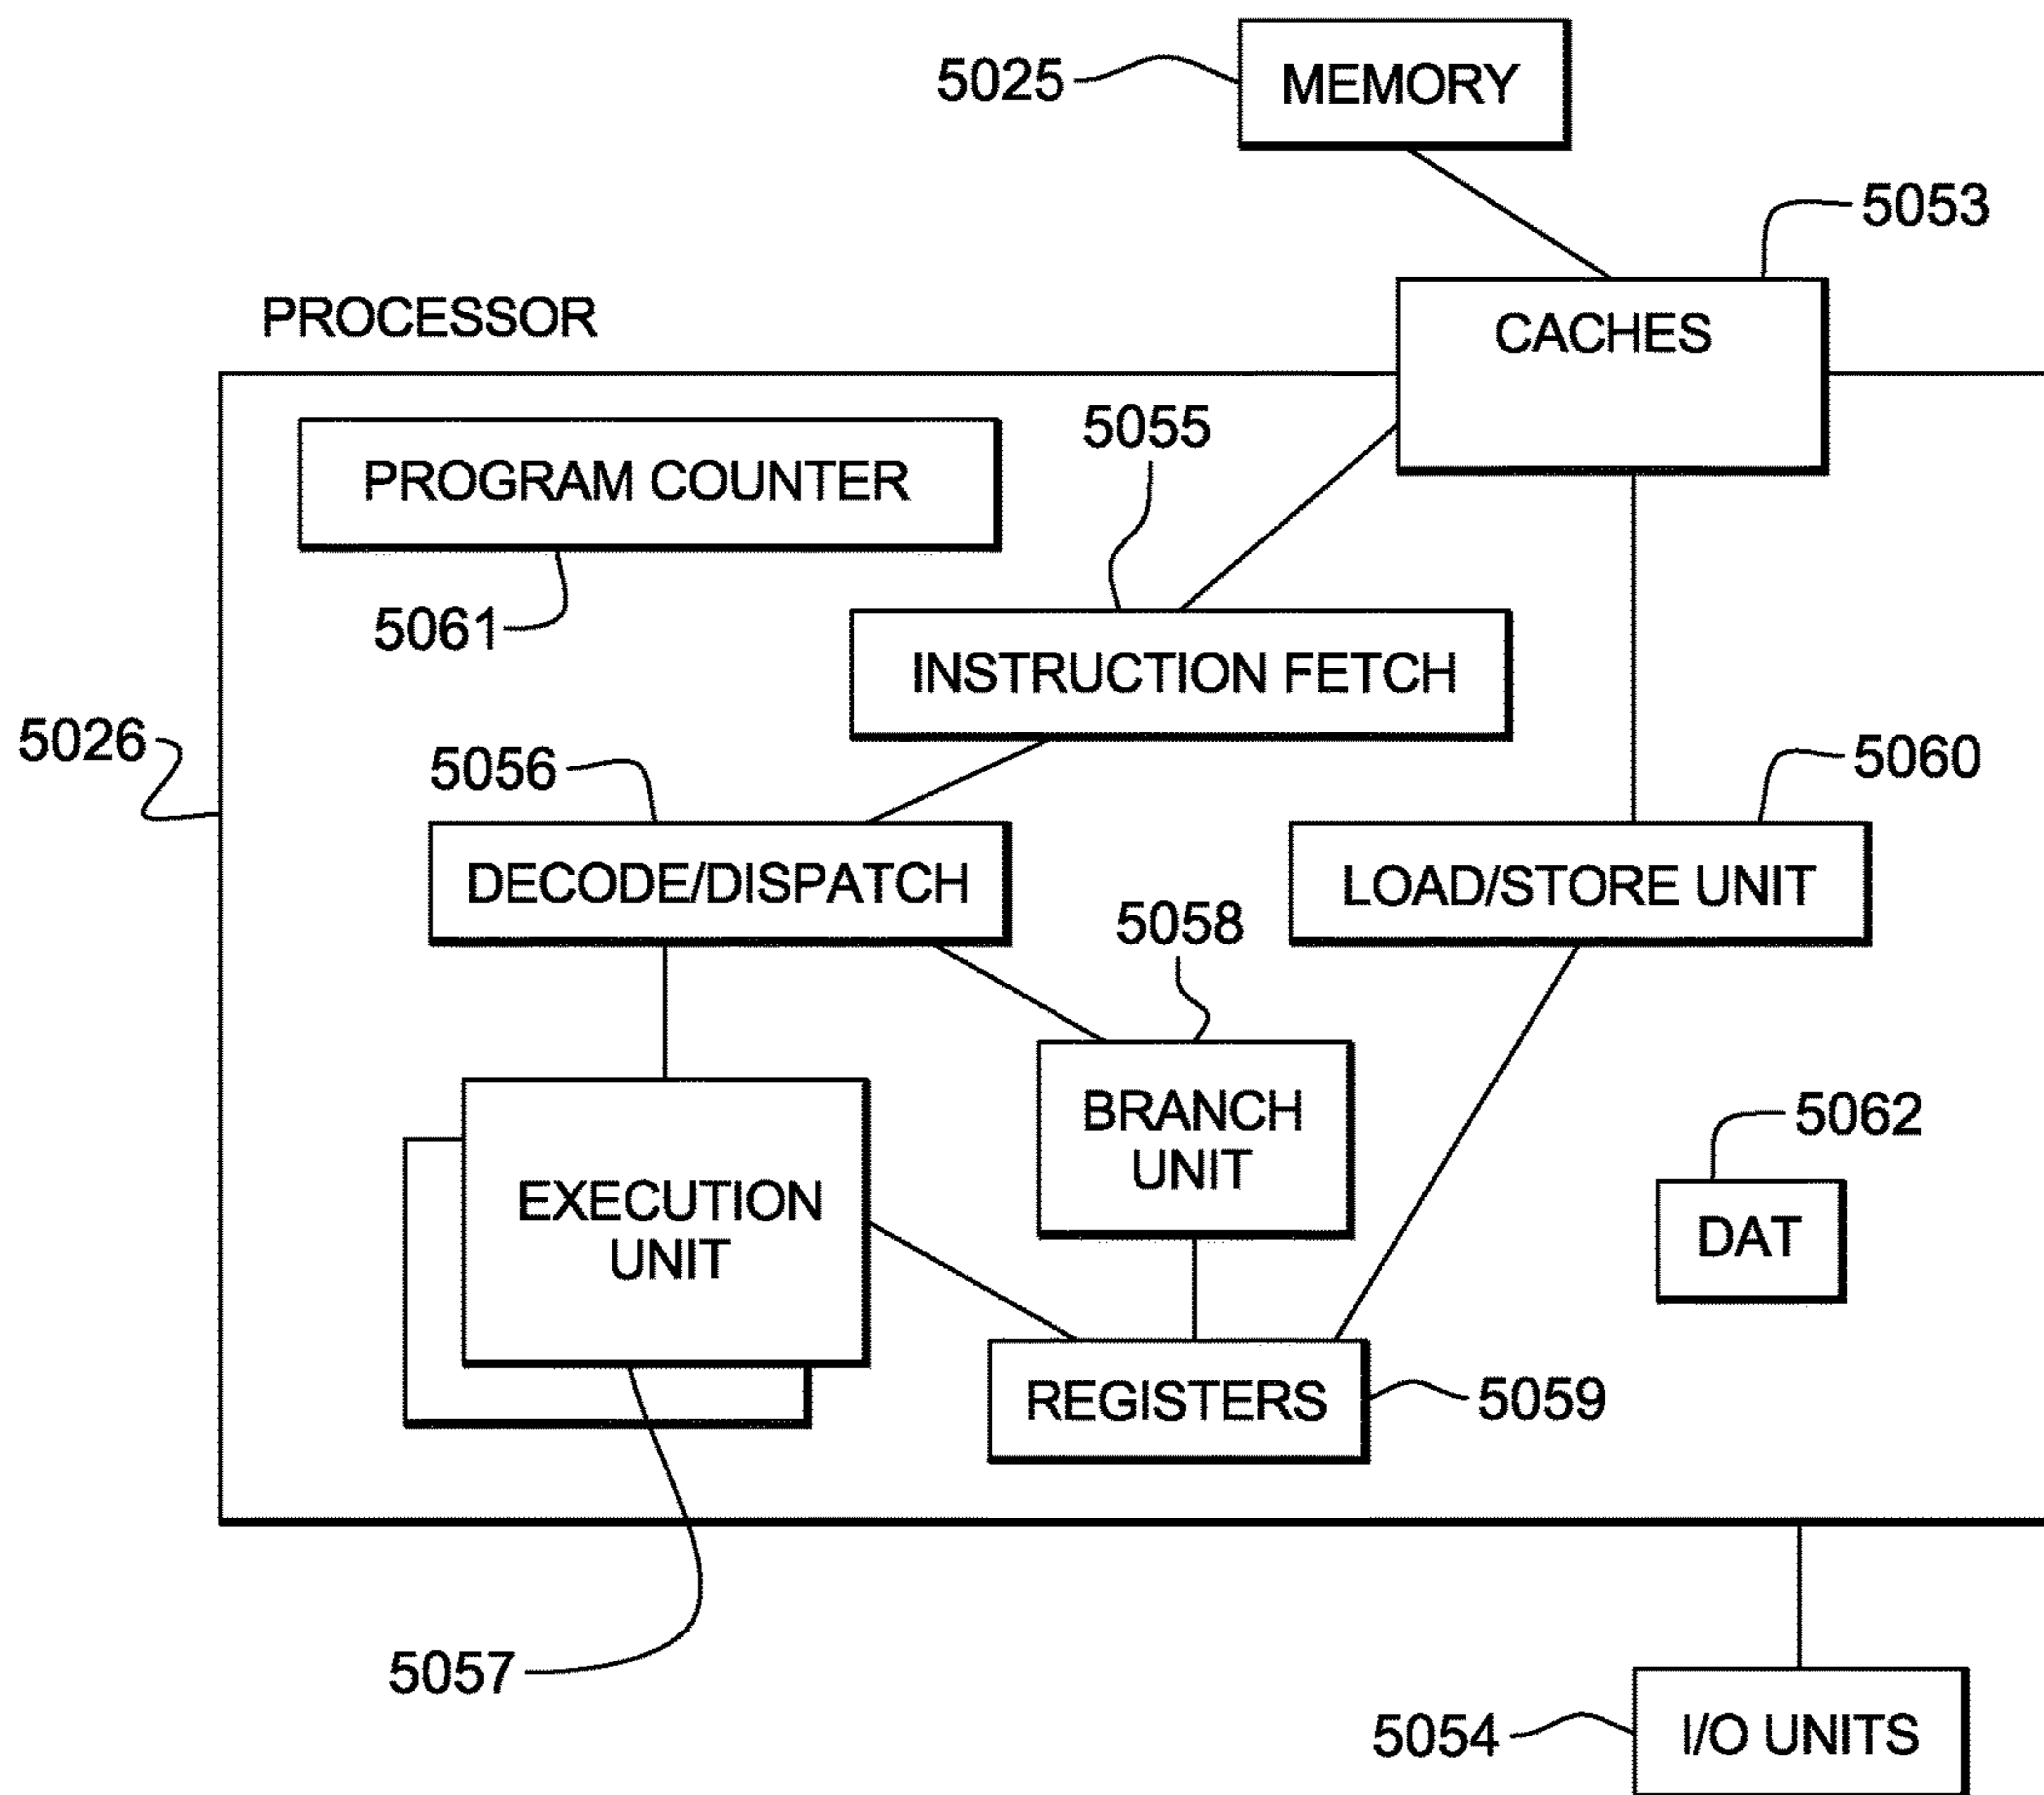 5025
MEMORY
5053
CACHES
PROCESSOR
5055
PROGRAM COUNTER
5061
INSTRUCTION FETCH
5026
5056
5060
DECODE/DISPATCH
LOAD/STORE UNIT
5058
BRANCH
UNIT
5062
EXECUTION
UNIT
DAT
REGISTERS
5059
5057
5054
I/O UNITS